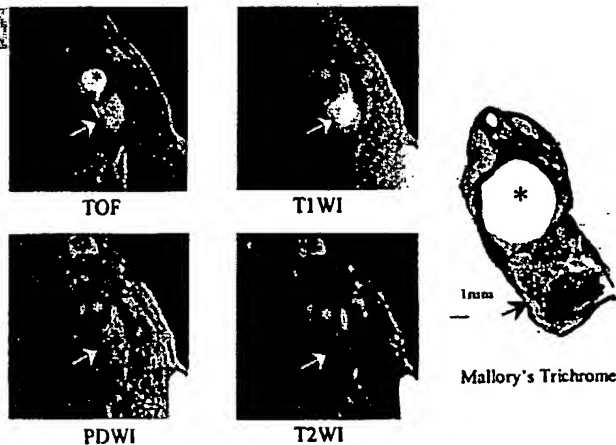 TOF
T1WI
PDWI
T2WI
*
*
*
*
*
1mm
Mallory's Trichrome